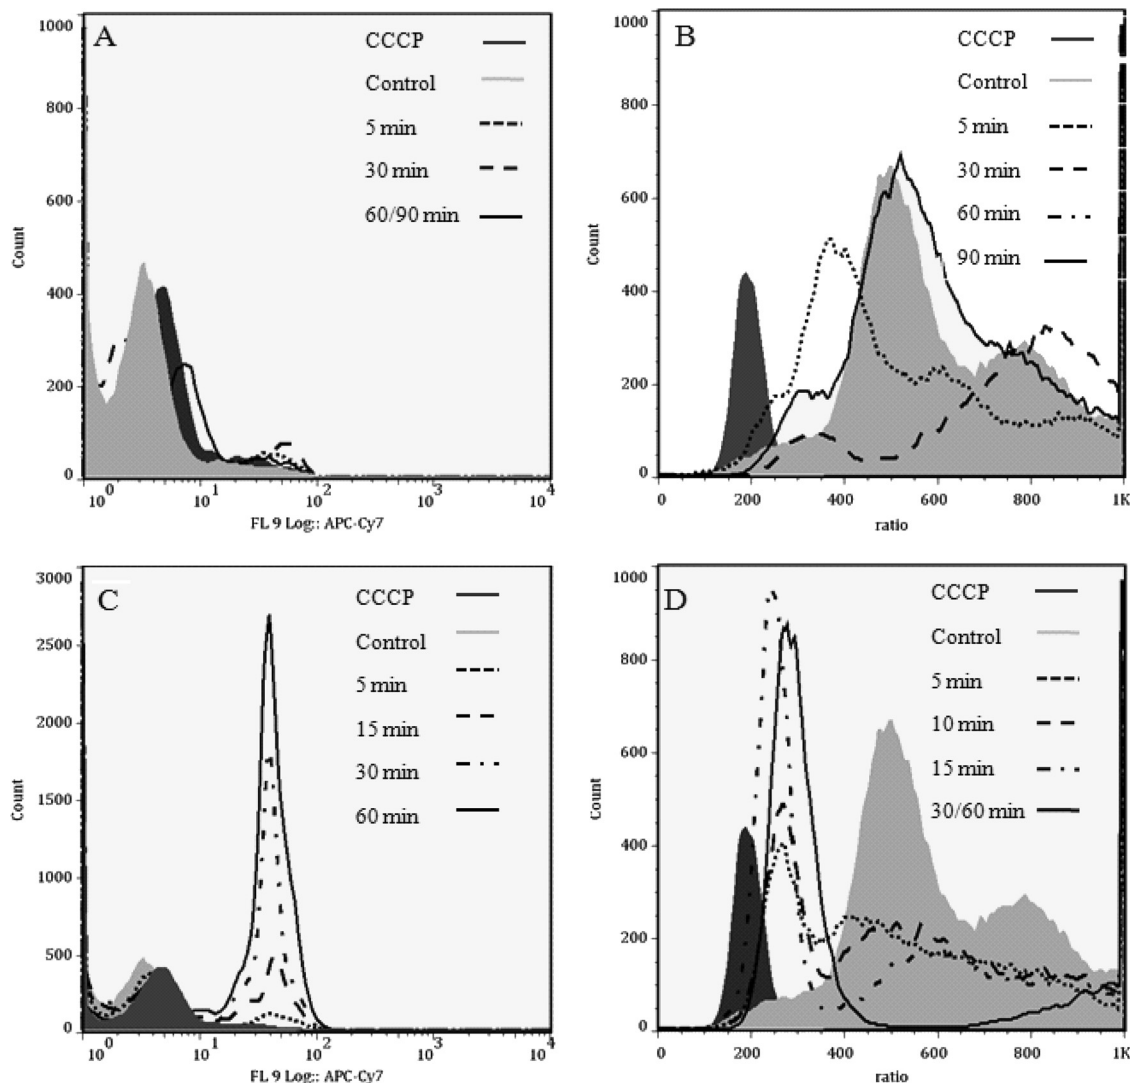 A
1000
800
600
400
200
0
Count
CCCP
Control
5 min
30 min
60/90 min
10^0
10^1
10^2
10^3
10^4
FL 9 Log:: APC-Cy7
B
1000
800
600
400
200
0
Count
CCCP
Control
5 min
30 min
60 min
90 min
0
200
400
600
800
1K
ratio
C
3000
2500
2000
1500
1000
500
0
Count
CCCP
Control
5 min
15 min
30 min
60 min
10^0
10^1
10^2
10^3
10^4
FL 9 Log:: APC-Cy7
D
1000
800
600
400
200
0
Count
CCCP
Control
5 min
10 min
15 min
30/60 min
0
200
400
600
800
1K
ratio